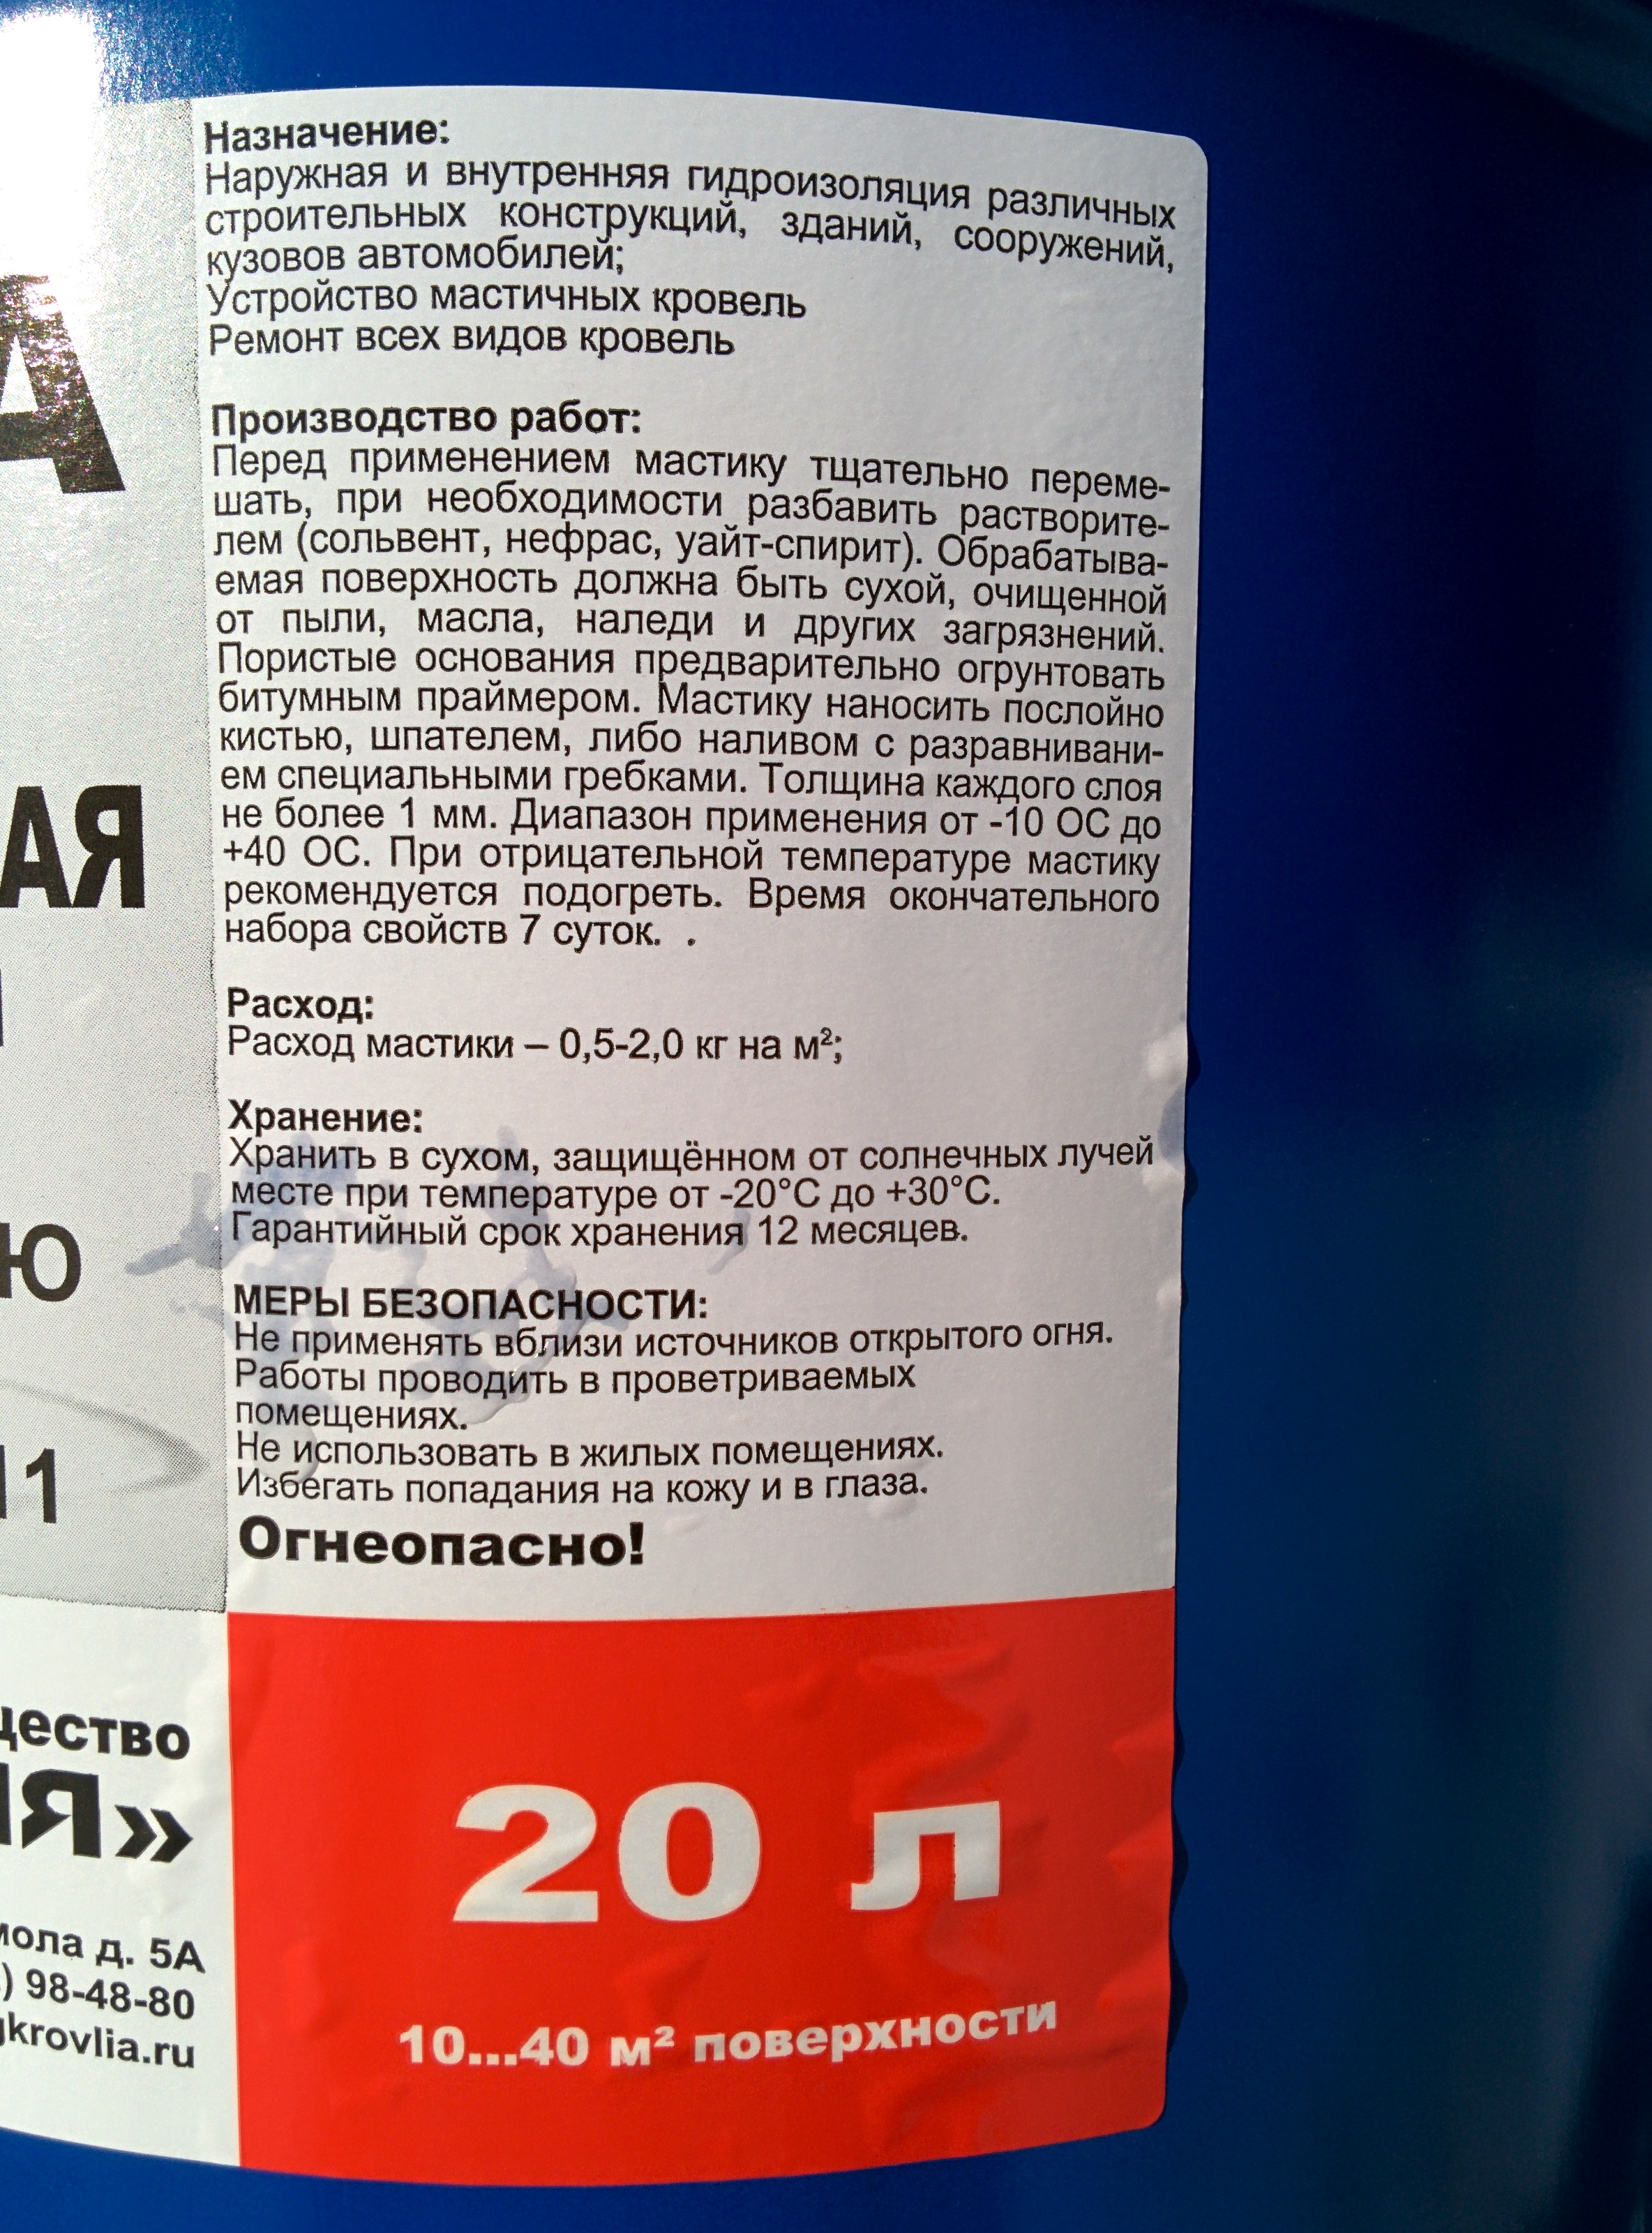 Назначение:
Наружная и внутренняя гидроизоляция различных
строительных конструкций, зданий, сооружений,
кузовов автомобилей;
Устройство мастичных кровель
Ремонт всех видов кровель
Производство работ:
Перед применением мастику тщательно переме-
шать, при необходимости разбавить растворите-
лем (сольвент, нефрас, уайт-спирит). Обрабатыва-
емая поверхность должна быть сухой, очищенной
от пыли, масла, наледи и других загрязнений.
Пористые основания предварительно огрунтовать
битумным праймером. Мастику наносить послойно
кистью, шпателем, либо наливом с разравнивани-
ем специальными гребками. Толщина каждого слоя
не более 1 мм. Диапазон применения от -10 ОС до
+40 ОС. При отрицательной температуре мастику
рекомендуется подогреть. Время окончательного
набора свойств 7 суток. .
Расход:
Расход мастики – 0,5-2,0 кг на м²;
Хранение:
Хранить в сухом, защищённом от солнечных лучей
месте при температуре от -20°С до +30°С.
Гарантийный срок хранения 12 месяцев.
МЕРЫ БЕЗОПАСНОСТИ:
Не применять вблизи источников открытого огня.
Работы проводить в проветриваемых
помещениях.
Не использовать в жилых помещениях.
Избегать попадания на кожу и в глаза.
Огнеопасно!
20 л
10...40 м² поверхности
АЯ
Ю
11
ество
ИЯ»
мола д. 5А
) 98-48-80
krovlia.ru